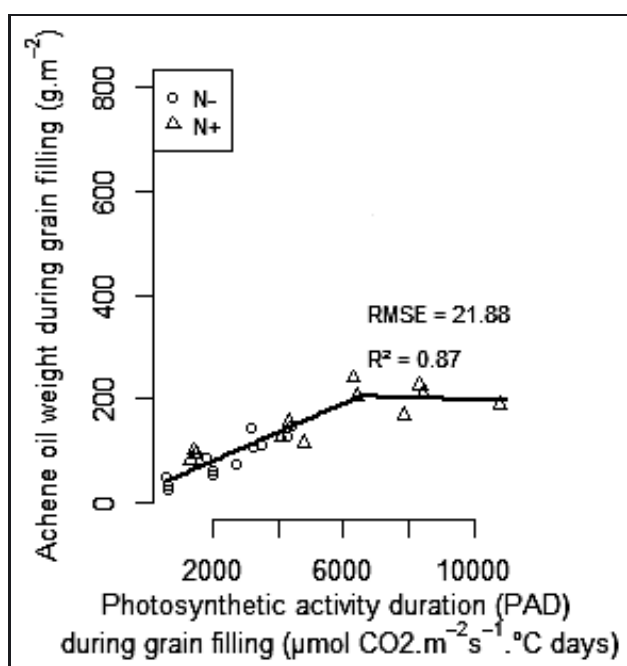 Achene oil weight during grain filling (g.m⁻²)
800
600
400
200
0
N-
N+
RMSE = 21.88
R² = 0.87
2000 6000 10000
Photosynthetic activity duration (PAD)
during grain filling (µmol CO2.m⁻²s⁻¹.°C days)